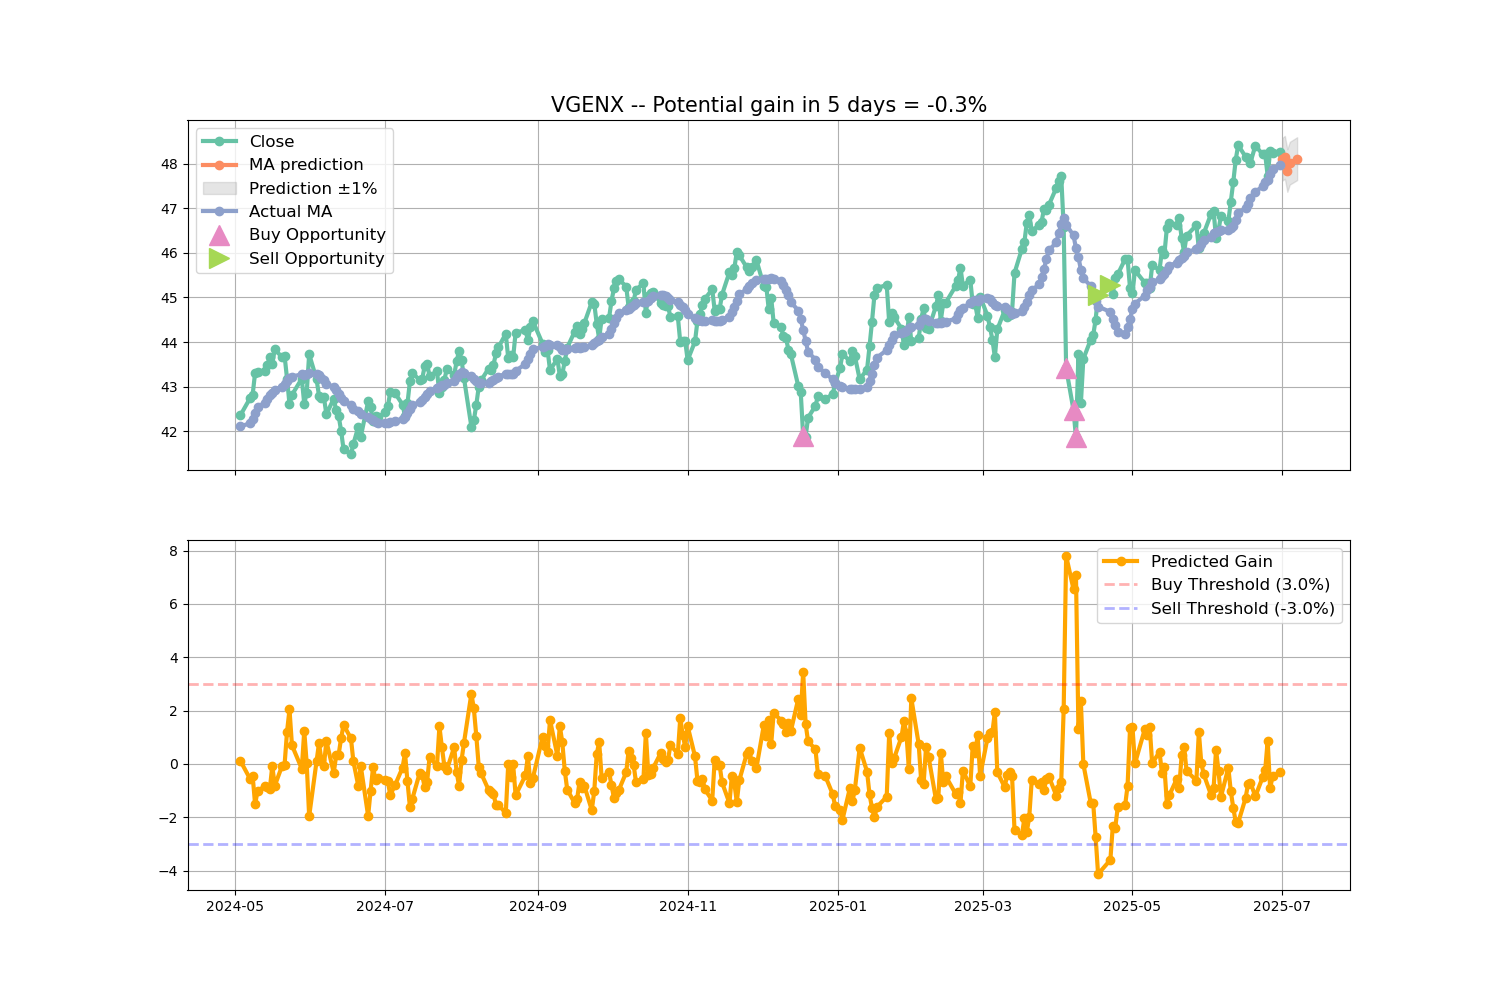 VGENX -- Potential gain in 5 days = -0.3%
Close
MA prediction
Prediction ±1%
Actual MA
Buy Opportunity
Sell Opportunity
48
47
46
45
44
43
42
8
6
4
2
0
−2
−4
Predicted Gain
Buy Threshold (3.0%)
Sell Threshold (-3.0%)
2024-05 2024-07 2024-09 2024-11 2025-01 2025-03 2025-05 2025-07